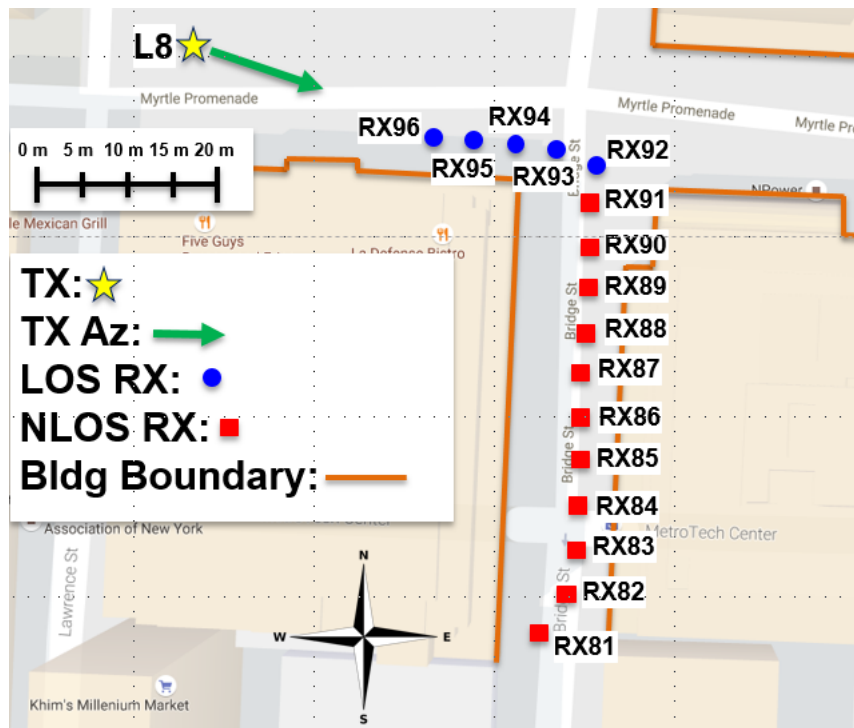 L8
Myrtle Promenade
Myrtle Promenade
Myrtle Pr
RX96
RX95
RX94
RX93
RX92
0 m 5 m 10 m 15 m 20 m
Bridge St
RX91
NPower
le Mexican Grill
Five Guys
La Defense Bistro
RX90
TX:
TX Az:
LOS RX:
NLOS RX:
Bldg Boundary:
RX89
Bridge St
RX88
RX87
RX86
Bridge St
RX85
RX84
Association of New York
Center
MetroTech Center
RX83
Lawrence St
Bridge St
RX82
RX81
N
W
E
S
Khim's Millenium Market